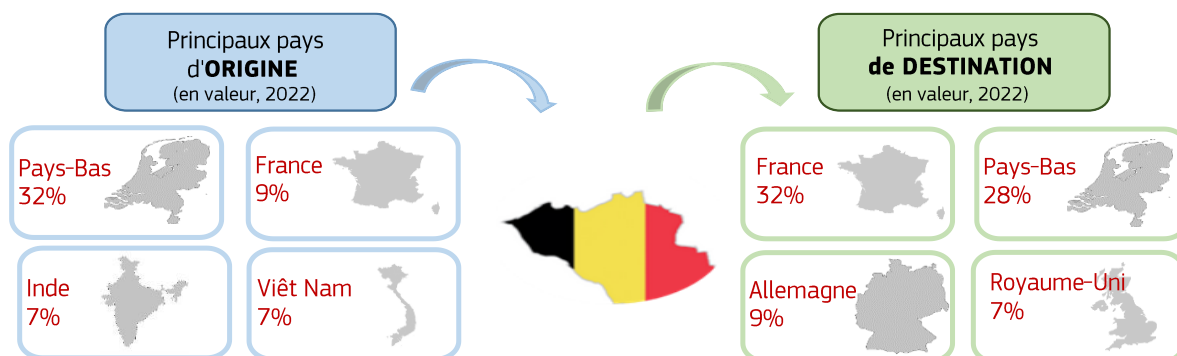 Principaux pays
d'ORIGINE
(en valeur, 2022)
Principaux pays
de DESTINATION
(en valeur, 2022)
Pays-Bas
32%
France
9%
France
32%
Pays-Bas
28%
Inde
7%
Viêt Nam
7%
Allemagne
9%
Royaume-Uni
7%